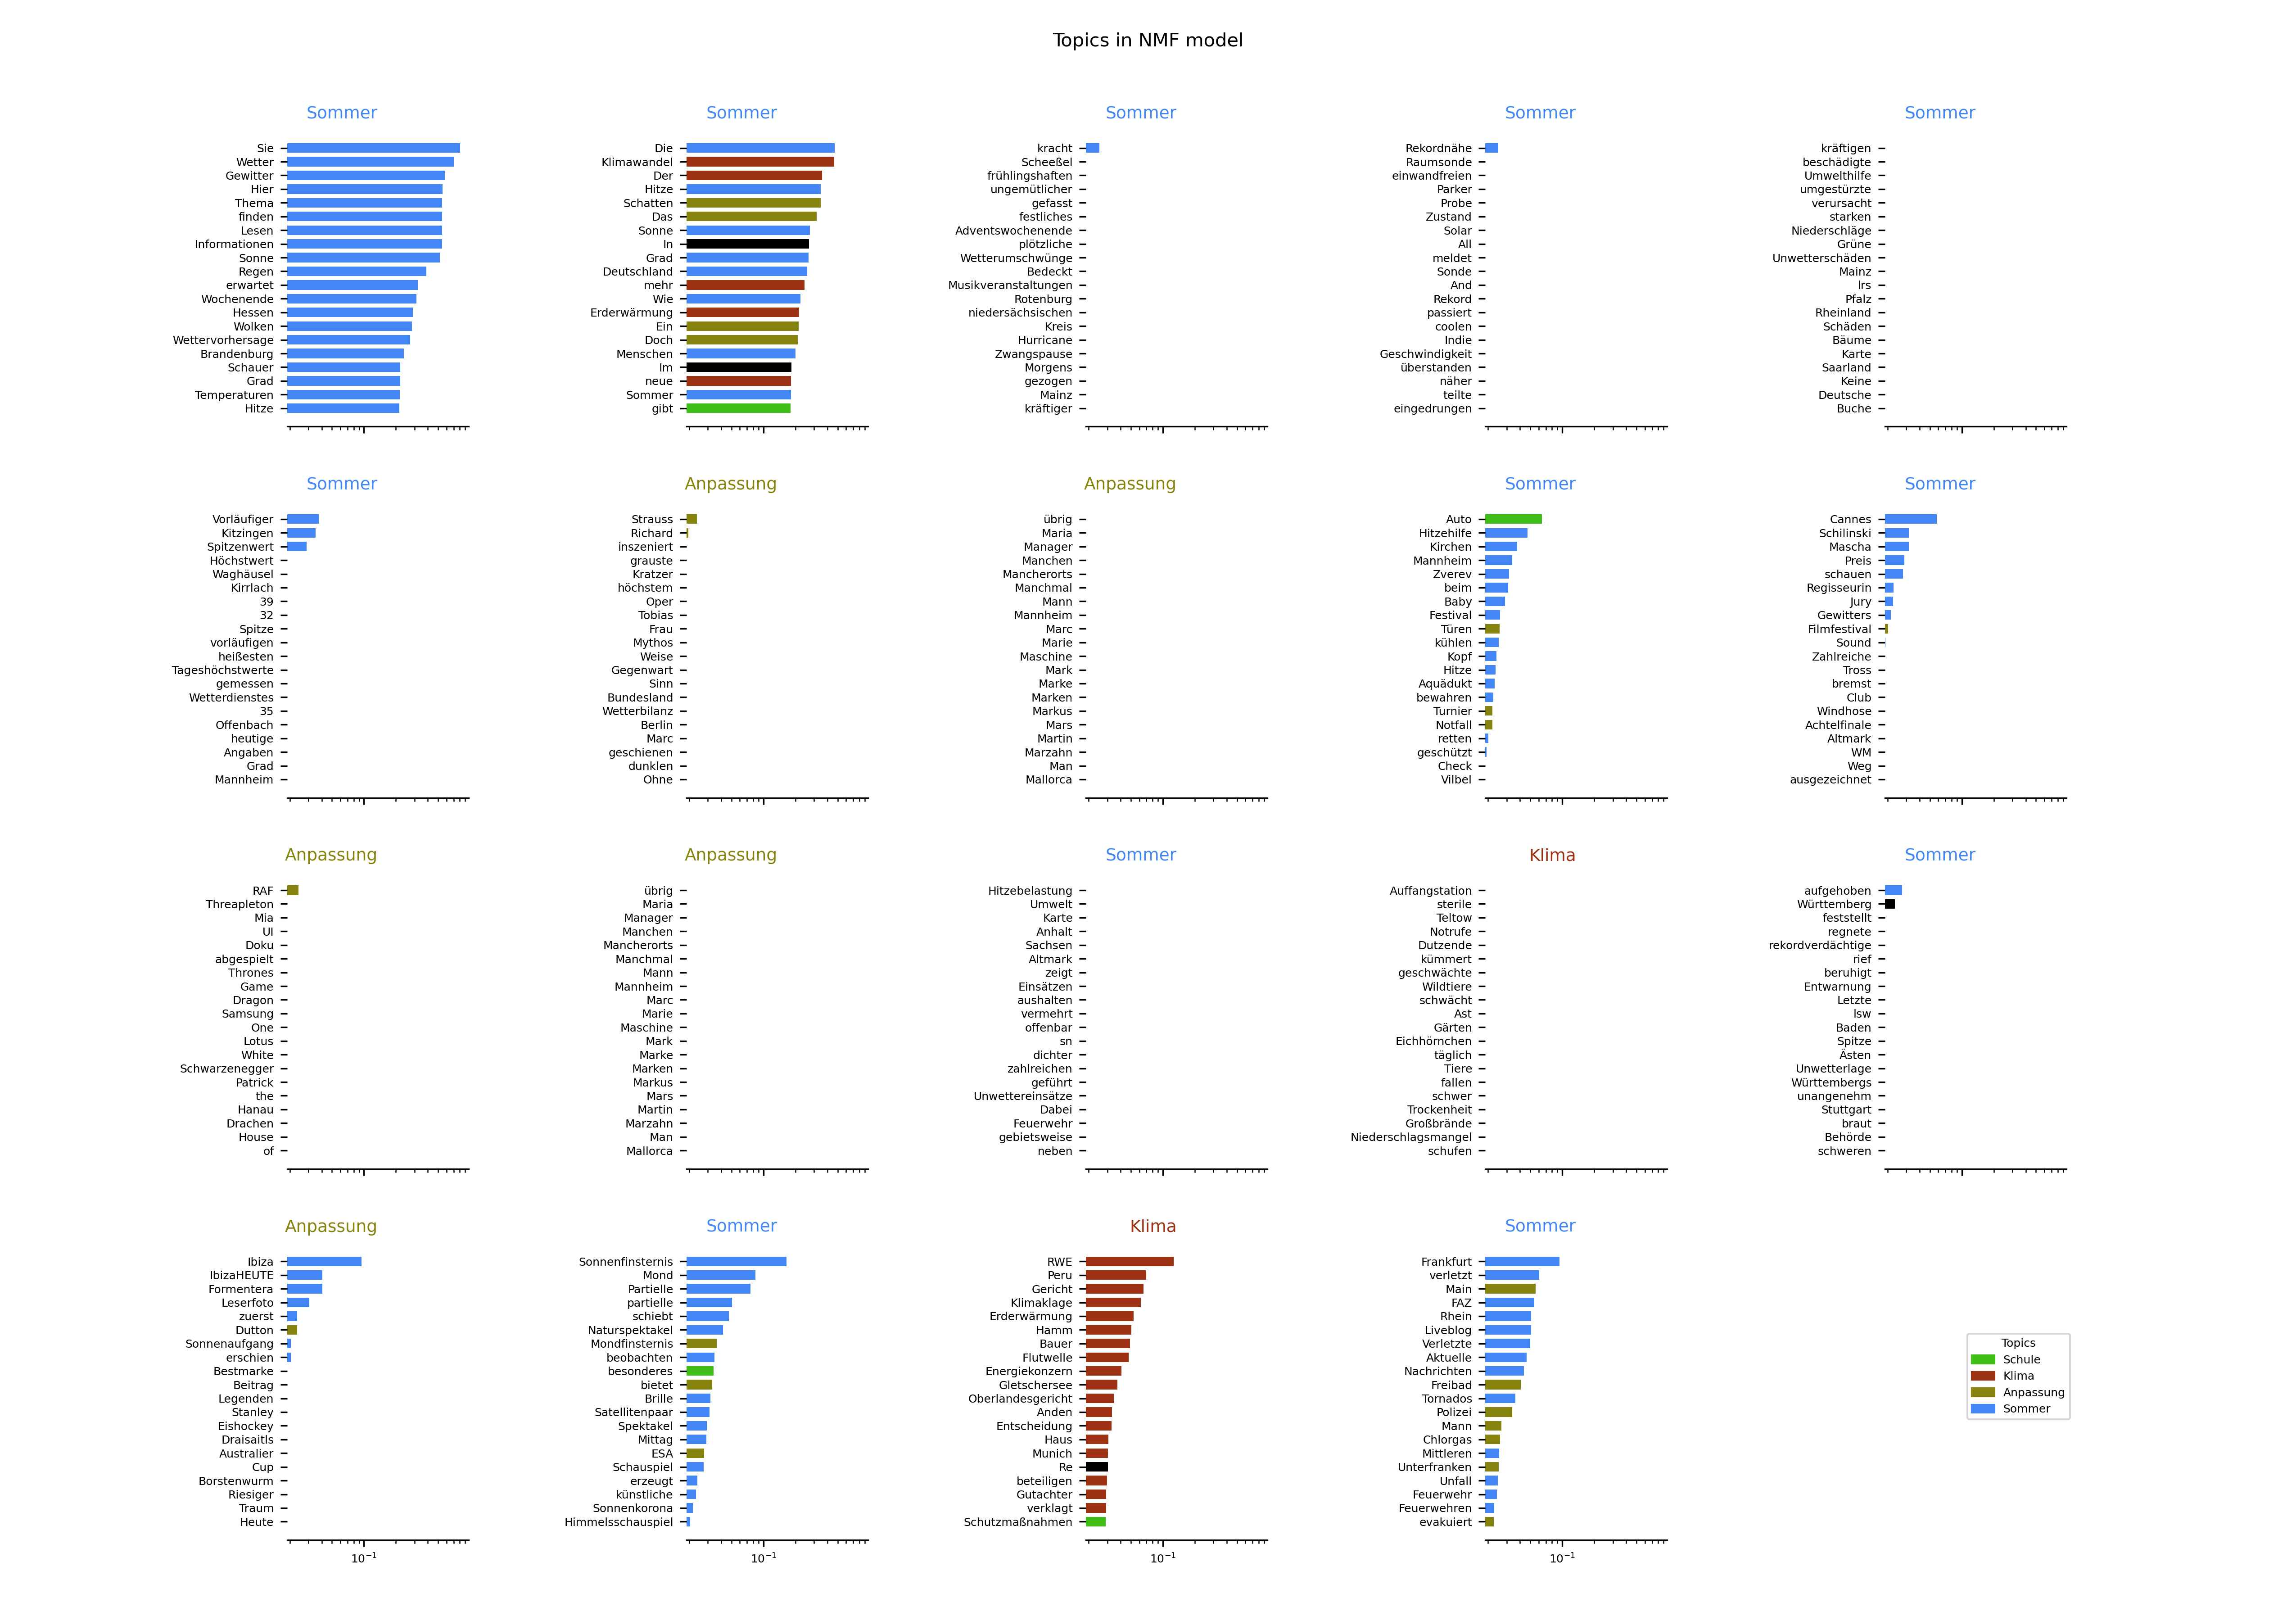 Topics in NMF model
Sommer
Sie
Wetter
Gewitter
Hier
Thema
finden
Lesen
Informationen
Sonne
Regen
erwartet
Wochenende
Hessen
Wolken
Wettervorhersage
Brandenburg
Schauer
Grad
Temperaturen
Hitze
Sommer
Die
Klimawandel
Der
Hitze
Schatten
Das
Sonne
In
Grad
Deutschland
mehr
Wie
Erderwärmung
Ein
Doch
Menschen
Im
neue
Sommer
gibt
Sommer
kracht
Scheeßel
frühlingshaften
ungemütlicher
gefasst
festliches
Adventswochenende
plötzliche
Wetterumschwünge
Bedeckt
Musikveranstaltungen
Rotenburg
niedersächsischen
Kreis
Hurricane
Zwangspause
Morgens
gezogen
Mainz
kräftiger
Sommer
Rekordnähe
Raumsonde
einwandfreien
Parker
Probe
Zustand
Solar
All
meldet
Sonde
And
Rekord
passiert
coolen
Indie
Geschwindigkeit
überstanden
näher
teilte
eingedrungen
Sommer
kräftigen
beschädigte
Umwelthilfe
umgestürzte
verursacht
starken
Niederschläge
Grüne
Unwetterschäden
Mainz
lrs
Pfalz
Rheinland
Schäden
Bäume
Karte
Saarland
Keine
Deutsche
Buche
Sommer
Vorläufiger
Kitzingen
Spitzenwert
Höchstwert
Waghäusel
Kirrlach
39
32
Spitze
vorläufigen
heißesten
Tageshöchstwerte
gemessen
Wetterdienstes
35
Offenbach
heutige
Angaben
Grad
Mannheim
Anpassung
Strauss
Richard
inszeniert
grauste
Kratzer
höchstem
Oper
Tobias
Frau
Mythos
Weise
Gegenwart
Sinn
Bundesland
Wetterbilanz
Berlin
Marc
geschienen
dunklen
Ohne
Anpassung
übrig
Maria
Manager
Manchen
Mancherorts
Manchmal
Mann
Mannheim
Marc
Marie
Maschine
Mark
Marke
Marken
Markus
Mars
Martin
Marzahn
Man
Mallorca
Sommer
Auto
Hitzehilfe
Kirchen
Mannheim
Zverev
beim
Baby
Festival
Türen
kühlen
Kopf
Hitze
Aquädukt
bewahren
Turnier
Notfall
retten
geschützt
Check
Vilbel
Sommer
Cannes
Schilinski
Mascha
Preis
schauen
Regisseurin
Jury
Gewitters
Filmfestival
Sound
Zahlreiche
Tross
bremst
Club
Windhose
Achtelfinale
Altmark
WM
Weg
ausgezeichnet
Anpassung
RAF
Threapleton
Mia
UI
Doku
abgespielt
Thrones
Game
Dragon
Samsung
One
Lotus
White
Schwarzenegger
Patrick
the
Hanau
Drachen
House
of
Anpassung
übrig
Maria
Manager
Manchen
Mancherorts
Manchmal
Mann
Mannheim
Marc
Marie
Maschine
Mark
Marke
Marken
Markus
Mars
Martin
Marzahn
Man
Mallorca
Sommer
Hitzebelastung
Umwelt
Karte
Anhalt
Sachsen
Altmark
zeigt
Einsätzen
aushalten
vermehrt
offenbar
sn
dichter
zahlreichen
geführt
Unwettereinsätze
Dabei
Feuerwehr
gebietsweise
neben
Klima
Auffangstation
sterile
Teltow
Notrufe
Dutzende
kümmert
geschwächte
Wildtiere
schwächt
Ast
Gärten
Eichhörnchen
täglich
Tiere
fallen
schwer
Trockenheit
Großbrände
Niederschlagsmangel
schufen
Sommer
aufgehoben
Württemberg
feststellt
regnete
rekordverdächtige
rief
beruhigt
Entwarnung
Letzte
lsw
Baden
Spitze
Ästen
Unwetterlage
Württembergs
unangenehm
Stuttgart
braut
Behörde
schweren
Anpassung
Ibiza
IbizaHEUTE
Formentera
Leserfoto
zuerst
Dutton
Sonnenaufgang
erschien
Bestmarke
Beitrag
Legenden
Stanley
Eishockey
Draisaitls
Australier
Cup
Borstenwurm
Riesiger
Traum
Heute
10⁻¹
Sommer
Sonnenfinsternis
Mond
Partielle
partielle
schiebt
Naturspektakel
Mondfinsternis
beobachten
besonderes
bietet
Brille
Satellitenpaar
Spektakel
Mittag
ESA
Schauspiel
erzeugt
künstliche
Sonnenkorona
Himmelsschauspiel
10⁻¹
Klima
RWE
Peru
Gericht
Klimaklage
Erderwärmung
Hamm
Bauer
Flutwelle
Energiekonzern
Gletschersee
Oberlandesgericht
Anden
Entscheidung
Haus
Munich
Re
beteiligen
Gutachter
verklagt
Schutzmaßnahmen
10⁻¹
Sommer
Frankfurt
verletzt
Main
FAZ
Rhein
Liveblog
Verletzte
Aktuelle
Nachrichten
Freibad
Tornados
Polizei
Mann
Chlorgas
Mittleren
Unterfranken
Unfall
Feuerwehr
Feuerwehren
evakuiert
10⁻¹
Topics
Schule
Klima
Anpassung
Sommer